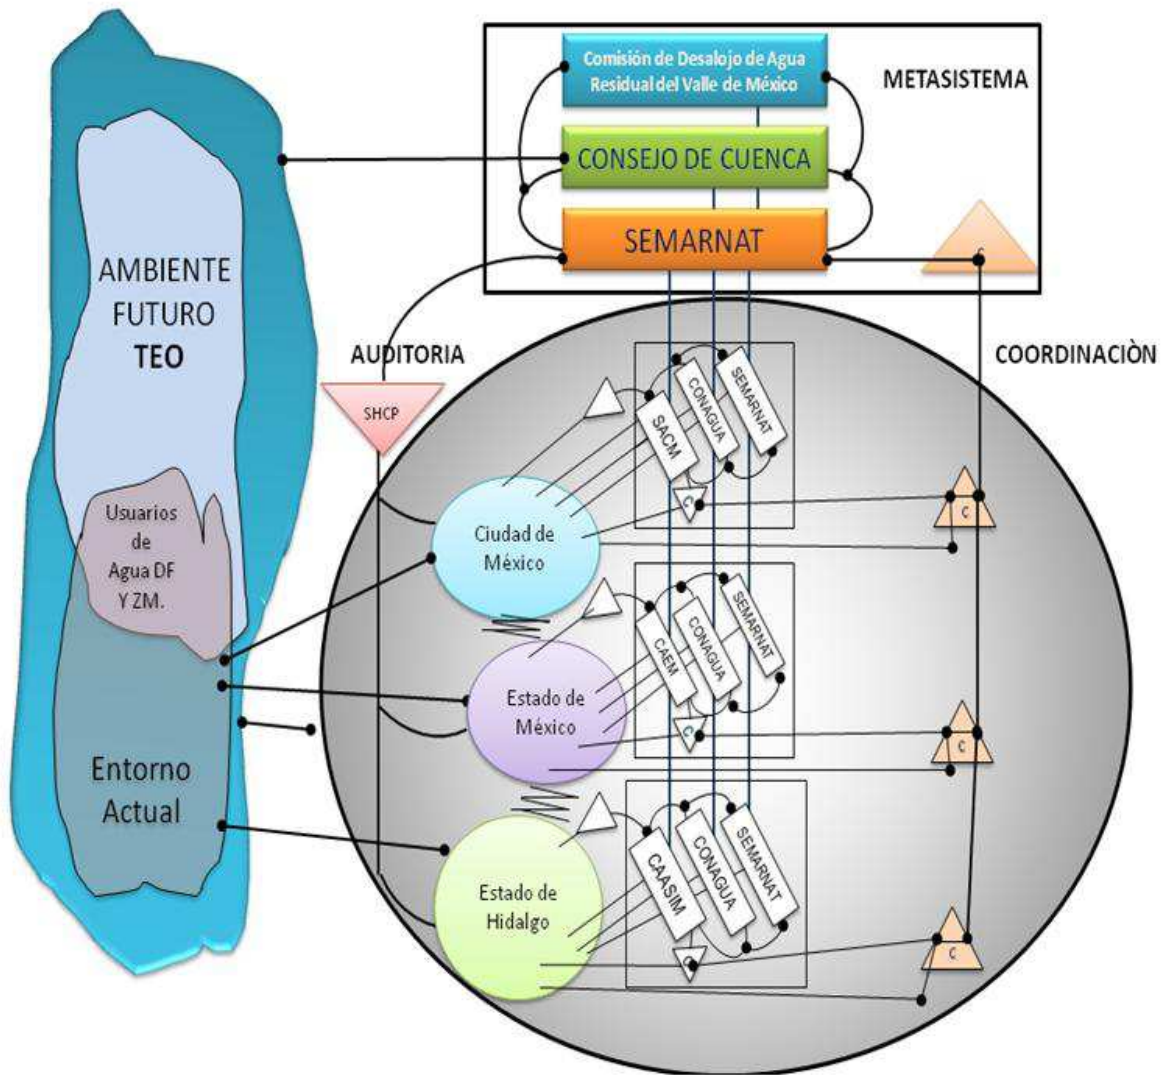 Comisión de Desalojo de Agua
Residual del Valle de México
METASISTEMA
CONSEJO DE CUENCA
SEMARNAT
C
AMBIENTE
FUTURO
TEO
AUDITORIA
COORDINACIÒN
SHCP
SACM
CONAGUA
SEMARNAT
C
C
Usuarios
de
Agua DF
Y ZM.
Ciudad de
México
CAEM
CONAGUA
SEMARNAT
C
C
Estado de
México
Entorno
Actual
CAASIM
CONAGUA
SEMARNAT
C
C
Estado de
Hidalgo